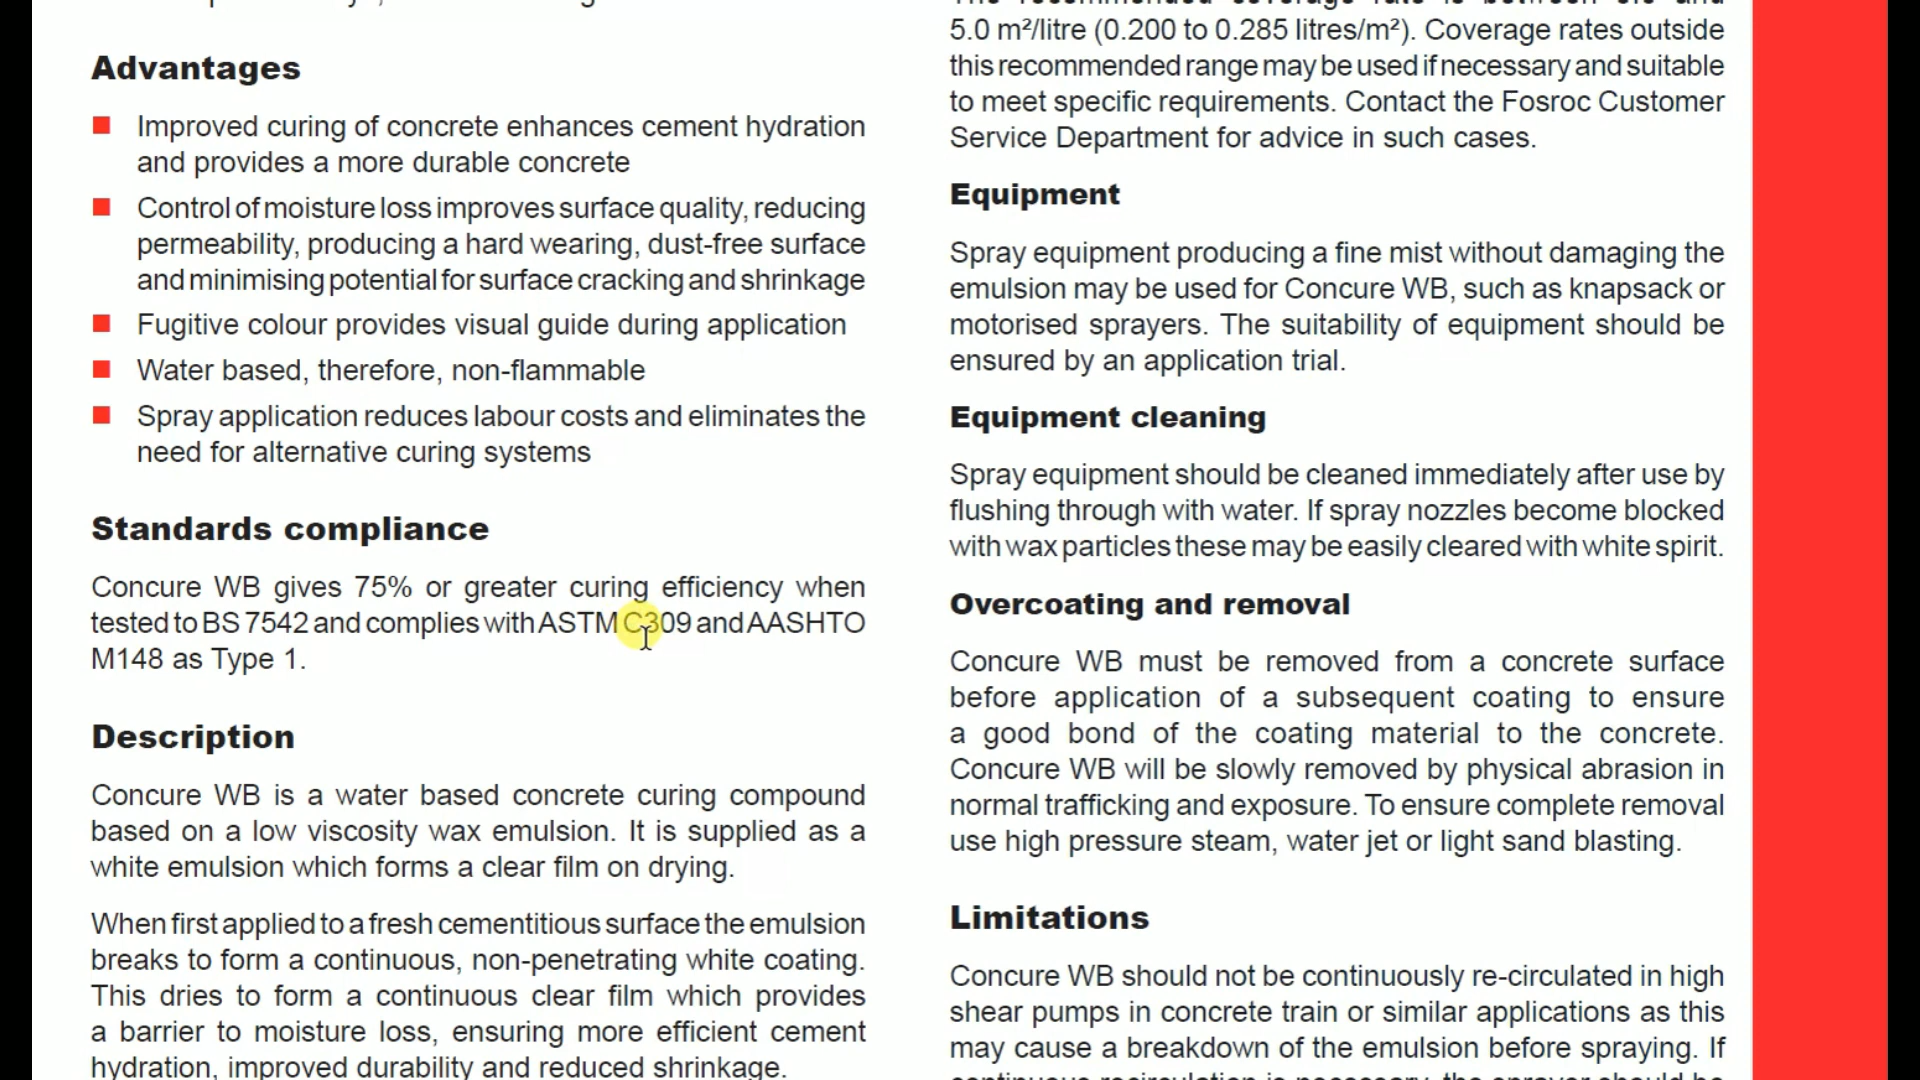 Advantages
Improved curing of concrete enhances cement hydration
and provides a more durable concrete
Control of moisture loss improves surface quality, reducing
permeability, producing a hard wearing, dust-free surface
and minimising potential for surface cracking and shrinkage
Fugitive colour provides visual guide during application
Water based, therefore, non-flammable
Spray application reduces labour costs and eliminates the
need for alternative curing systems
Standards compliance
Concure WB gives 75% or greater curing efficiency when
tested to BS 7542 and complies with ASTM C309 and AASHTO
M148 as Type 1.
Description
Concure WB is a water based concrete curing compound
based on a low viscosity wax emulsion. It is supplied as a
white emulsion which forms a clear film on drying.
When first applied to a fresh cementitious surface the emulsion
breaks to form a continuous, non-penetrating white coating.
This dries to form a continuous clear film which provides
a barrier to moisture loss, ensuring more efficient cement
hydration, improved durability and reduced shrinkage.
5.0 m²/litre (0.200 to 0.285 litres/m²). Coverage rates outside
this recommended range may be used if necessary and suitable
to meet specific requirements. Contact the Fosroc Customer
Service Department for advice in such cases.
Equipment
Spray equipment producing a fine mist without damaging the
emulsion may be used for Concure WB, such as knapsack or
motorised sprayers. The suitability of equipment should be
ensured by an application trial.
Equipment cleaning
Spray equipment should be cleaned immediately after use by
flushing through with water. If spray nozzles become blocked
with wax particles these may be easily cleared with white spirit.
Overcoating and removal
Concure WB must be removed from a concrete surface
before application of a subsequent coating to ensure
a good bond of the coating material to the concrete.
Concure WB will be slowly removed by physical abrasion in
normal trafficking and exposure. To ensure complete removal
use high pressure steam, water jet or light sand blasting.
Limitations
Concure WB should not be continuously re-circulated in high
shear pumps in concrete train or similar applications as this
may cause a breakdown of the emulsion before spraying. If